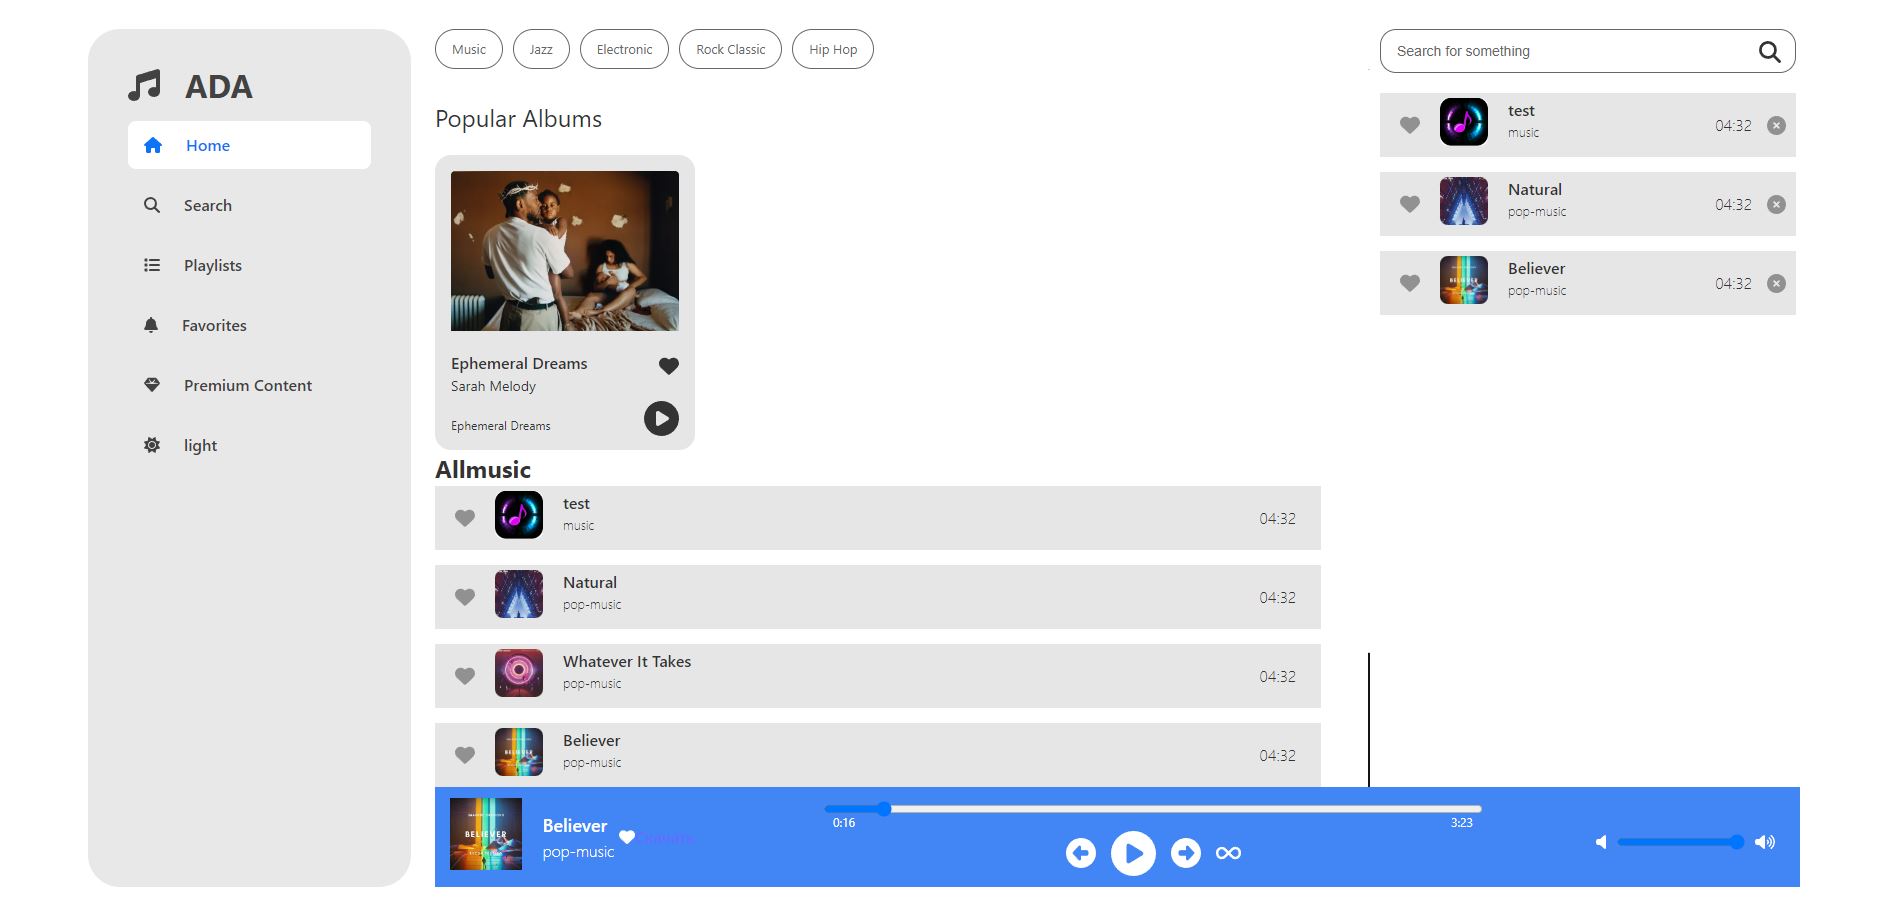 ADA
Home
Search
Playlists
Favorites
Premium Content
light
Music
Jazz
Electronic
Rock Classic
Hip Hop
Popular Albums
Ephemeral Dreams
Sarah Melody
Ephemeral Dreams
Allmusic
test
music
04:32
Natural
pop-music
04:32
Whatever It Takes
pop-music
04:32
Believer
pop-music
04:32
Search for something
test
music
04:32
Natural
pop-music
04:32
Believer
pop-music
04:32
BELIEVER
Believer
pop-music
0:16
3:23